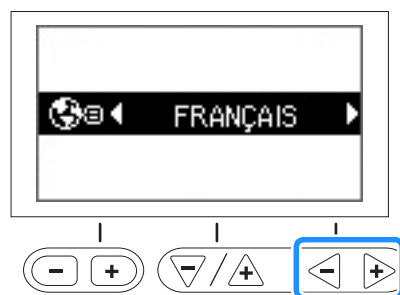 FRANÇAIS
- +
- / +
- +